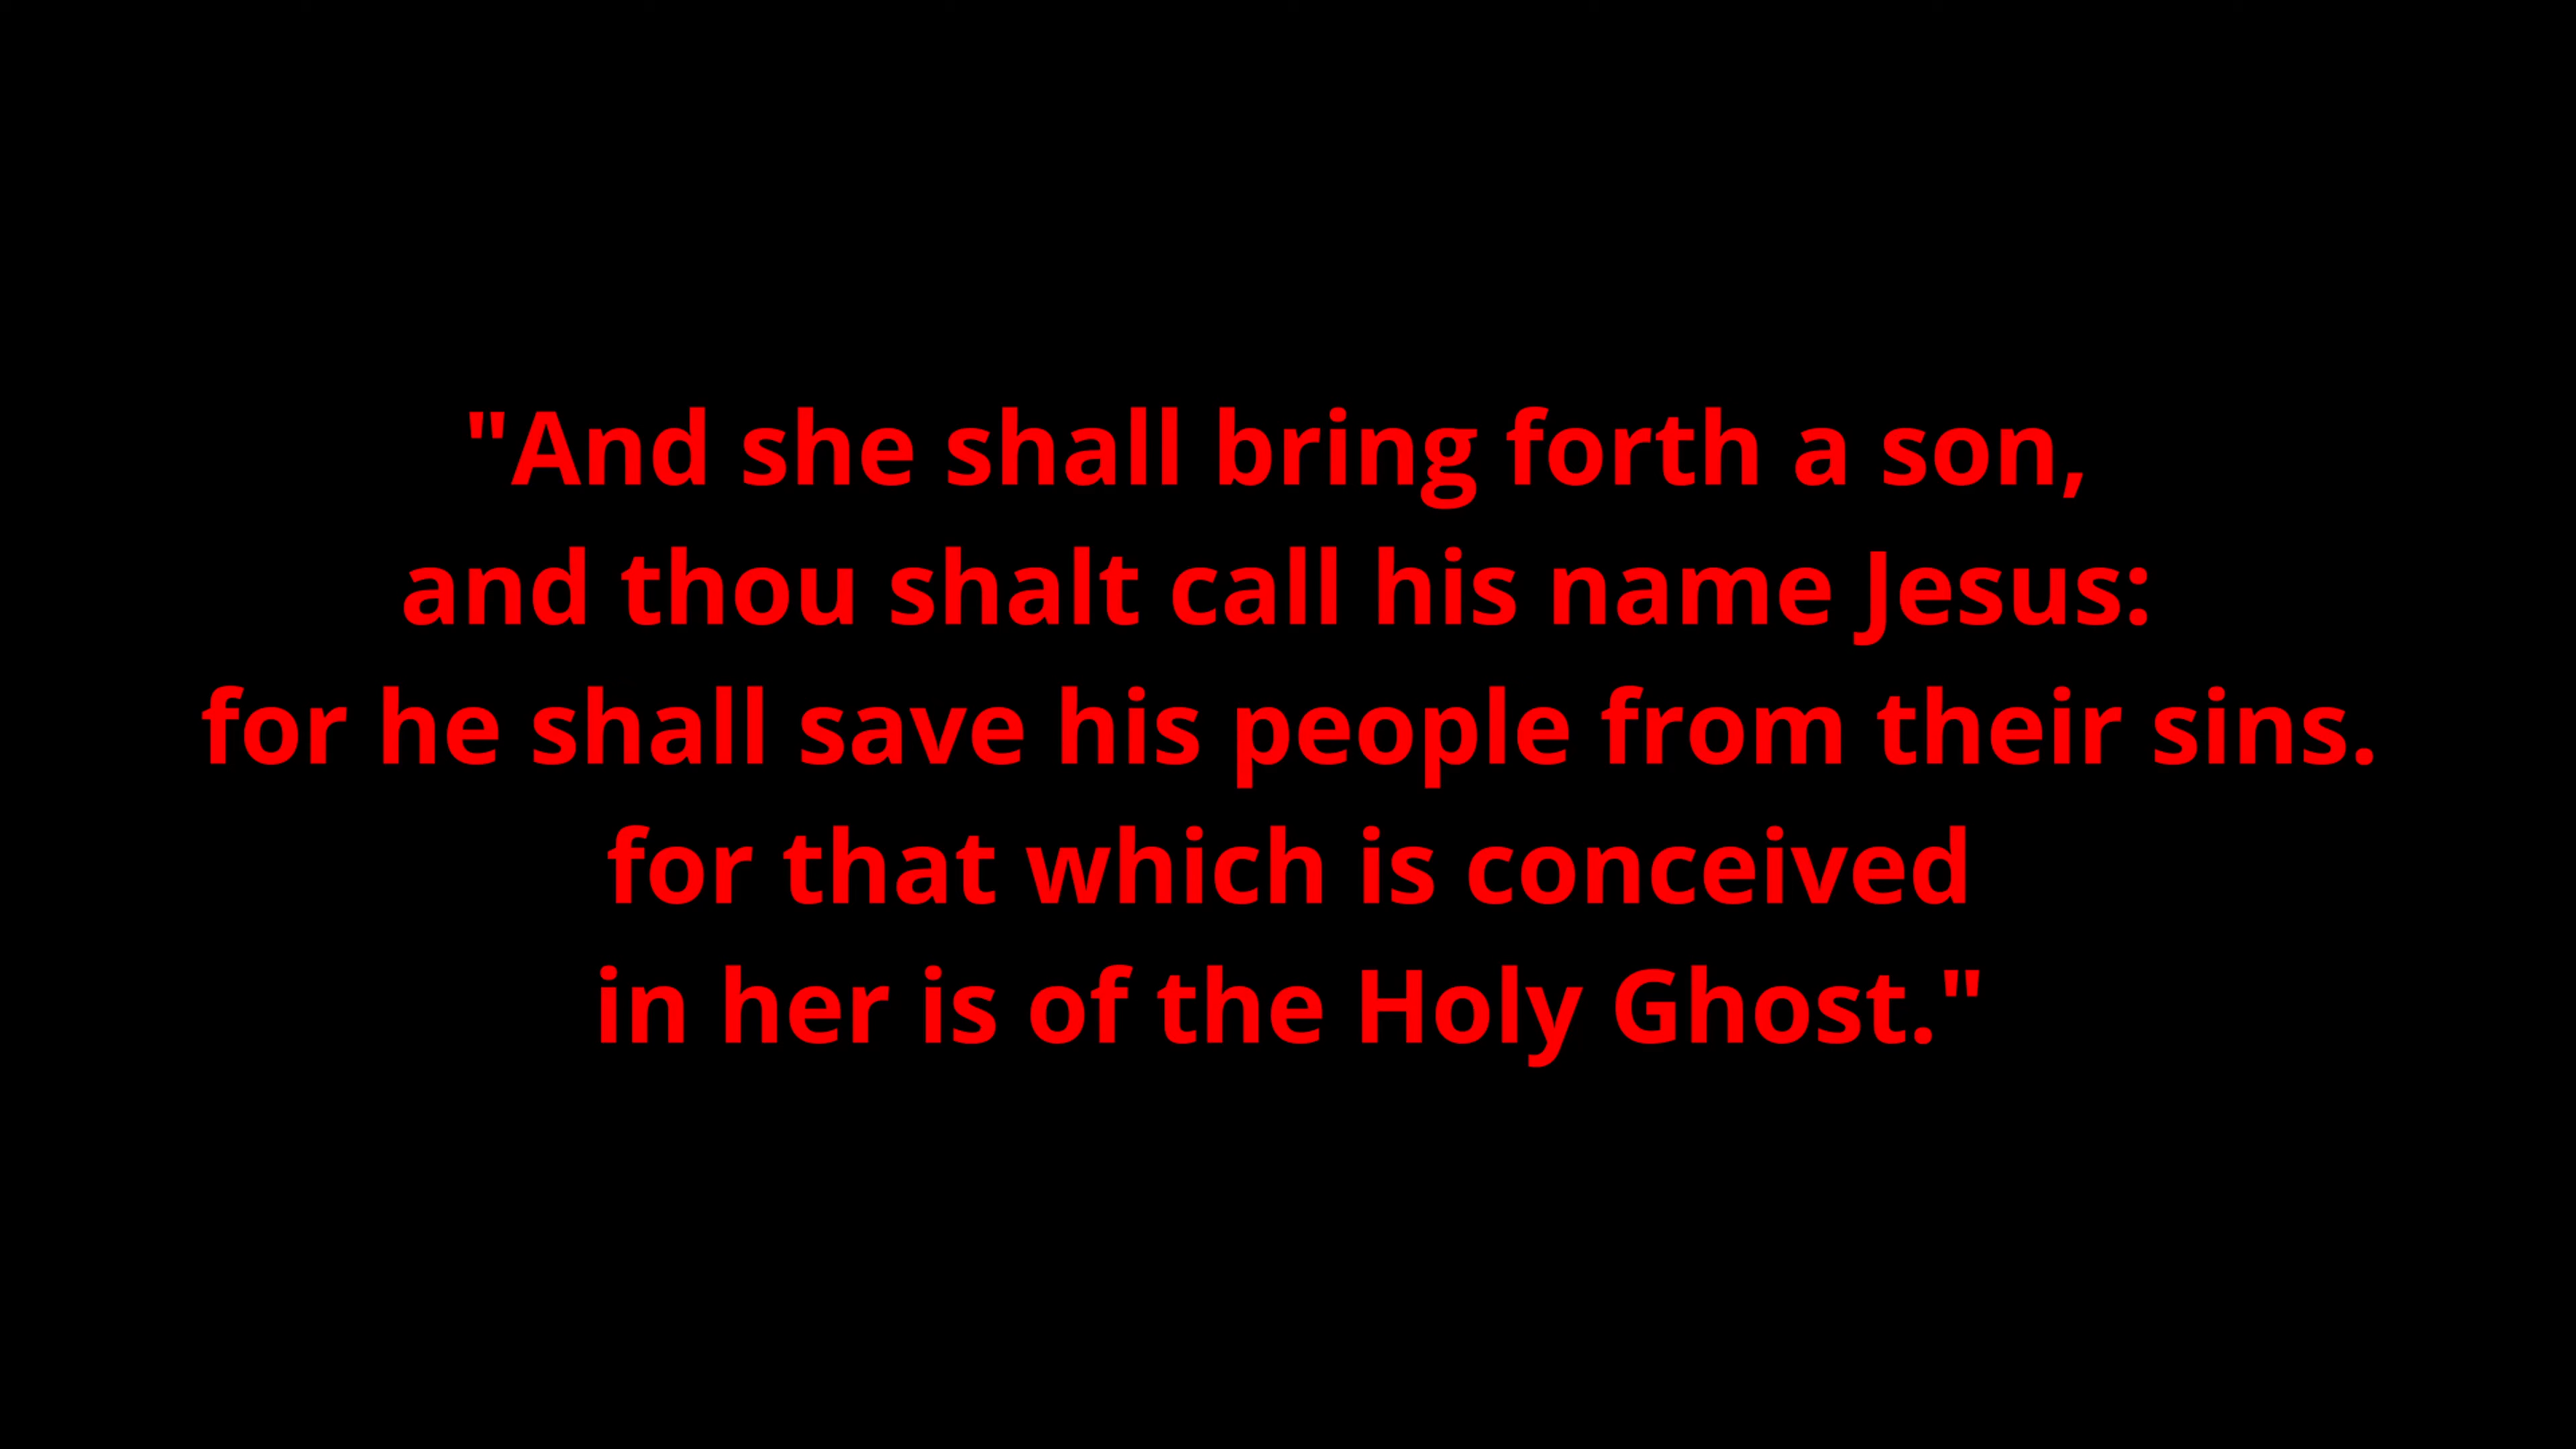 "And she shall bring forth a son,
and thou shalt call his name Jesus:
for he shall save his people from their sins.
for that which is conceived
in her is of the Holy Ghost."